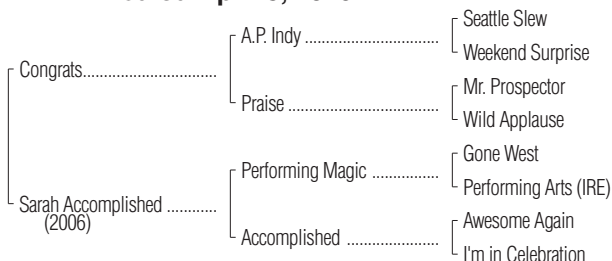 Seattle Slew
A.P. Indy
Weekend Surprise
Congrats
Mr. Prospector
Praise
Wild Applause
Gone West
Performing Magic
Performing Arts (IRE)
Sarah Accomplished
(2006)
Awesome Again
Accomplished
I'm in Celebration